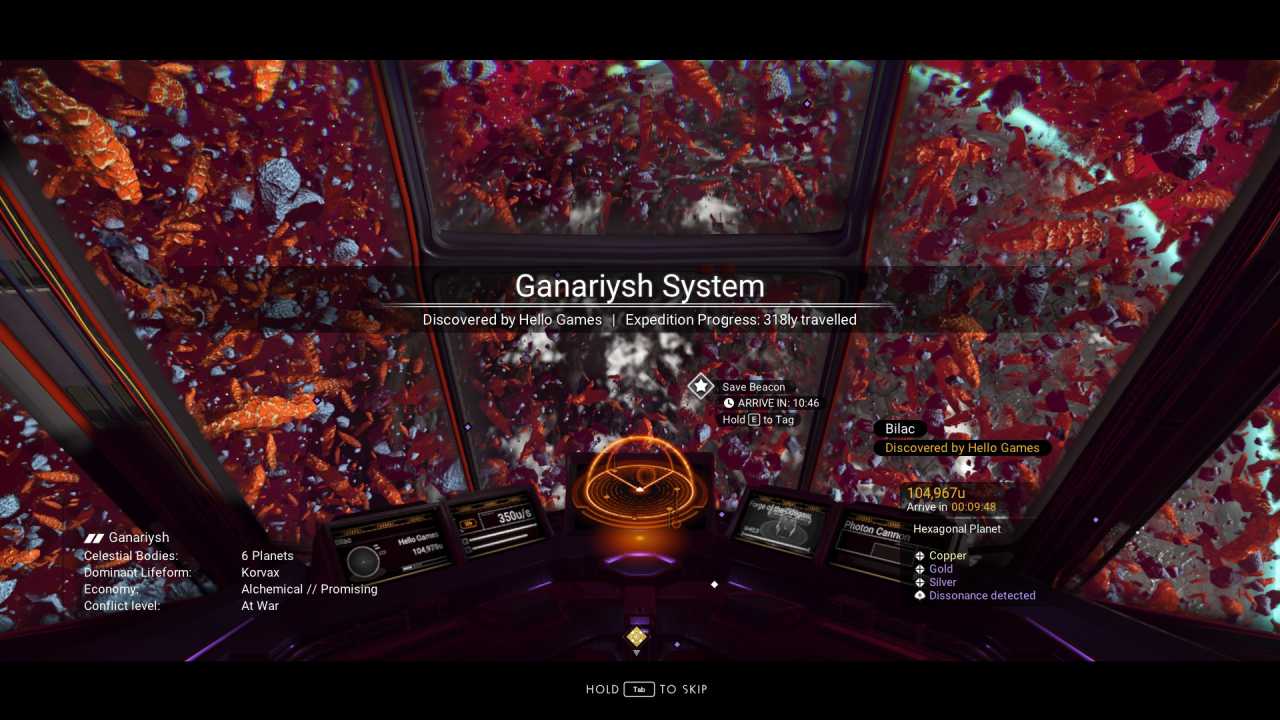 Ganariysh System
Discovered by Hello Games | Expedition Progress: 318ly travelled
Save Beacon
ARRIVE IN: 10:46
Hold E to Tag
Bilac
Discovered by Hello Games
104,967u
Arrive in 00:09:48
Hexagonal Planet
Copper
Gold
Silver
Dissonance detected
Hello Games
350u/s
Photon Cannon
Ganariysh
Celestial Bodies: 6 Planets
Dominant Lifeform: Korvax
Economy: Alchemical // Promising
Conflict level: At War
HOLD Tab TO SKIP